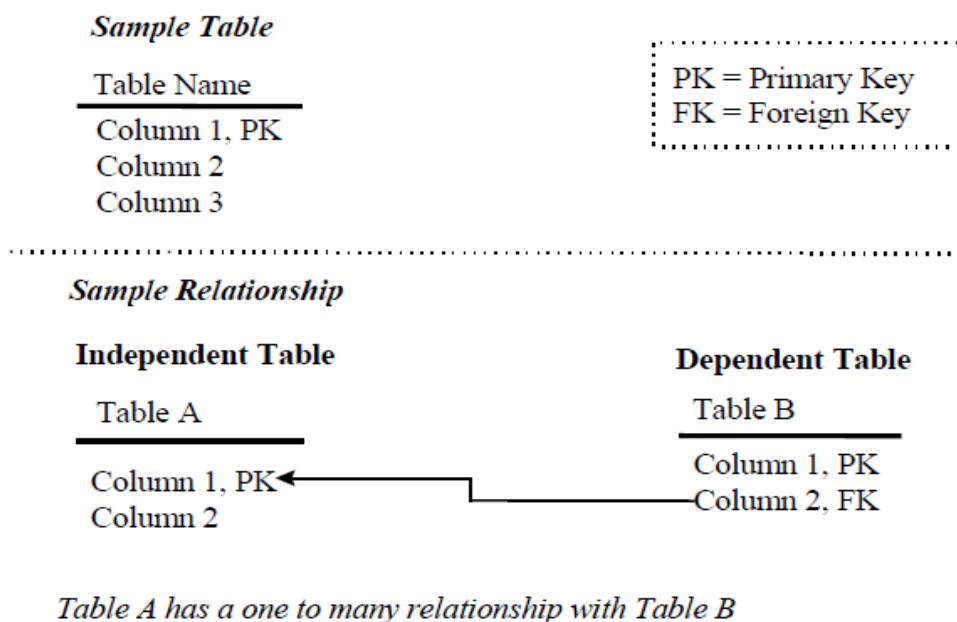 Sample Table
Table Name
Column 1, PK
Column 2
Column 3
PK = Primary Key
FK = Foreign Key
Sample Relationship
Independent Table
Table A
Column 1, PK
Column 2
Dependent Table
Table B
Column 1, PK
Column 2, FK
Table A has a one to many relationship with Table B